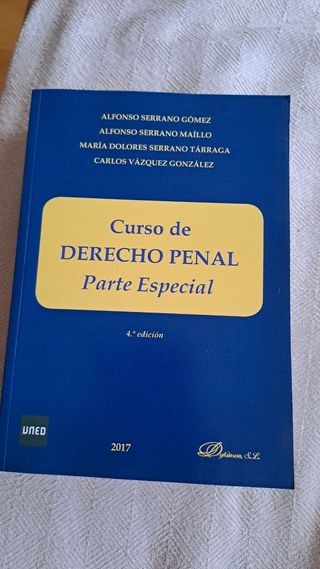 ALFONSO SERRANO GÓMEZ
ALFONSO SERRANO MAÍLLO
MARÍA DOLORES SERRANO TÁRRAGA
CARLOS VÁZQUEZ GONZÁLEZ
Curso de
DERECHO PENAL
Parte Especial
4.ª edición
UNED
2017
Dykinson, S.L.